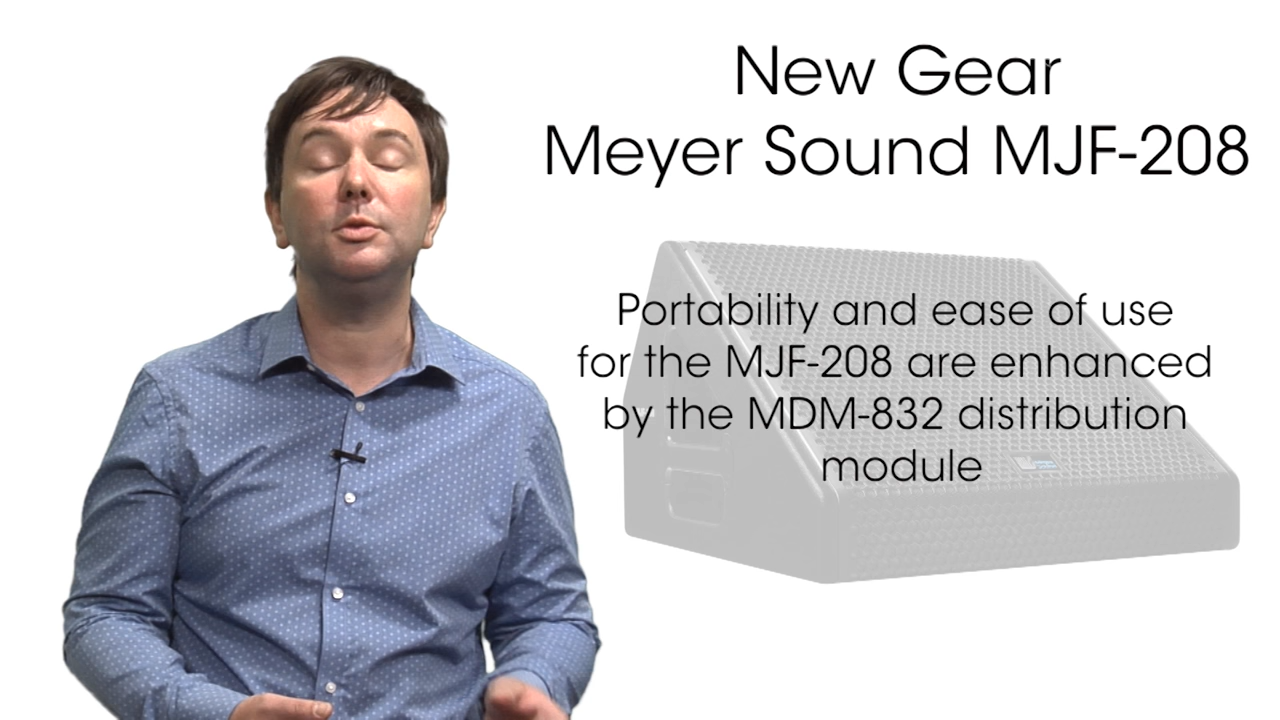 New Gear
Meyer Sound MJF-208
Portability and ease of use
for the MJF-208 are enhanced
by the MDM-832 distribution
module